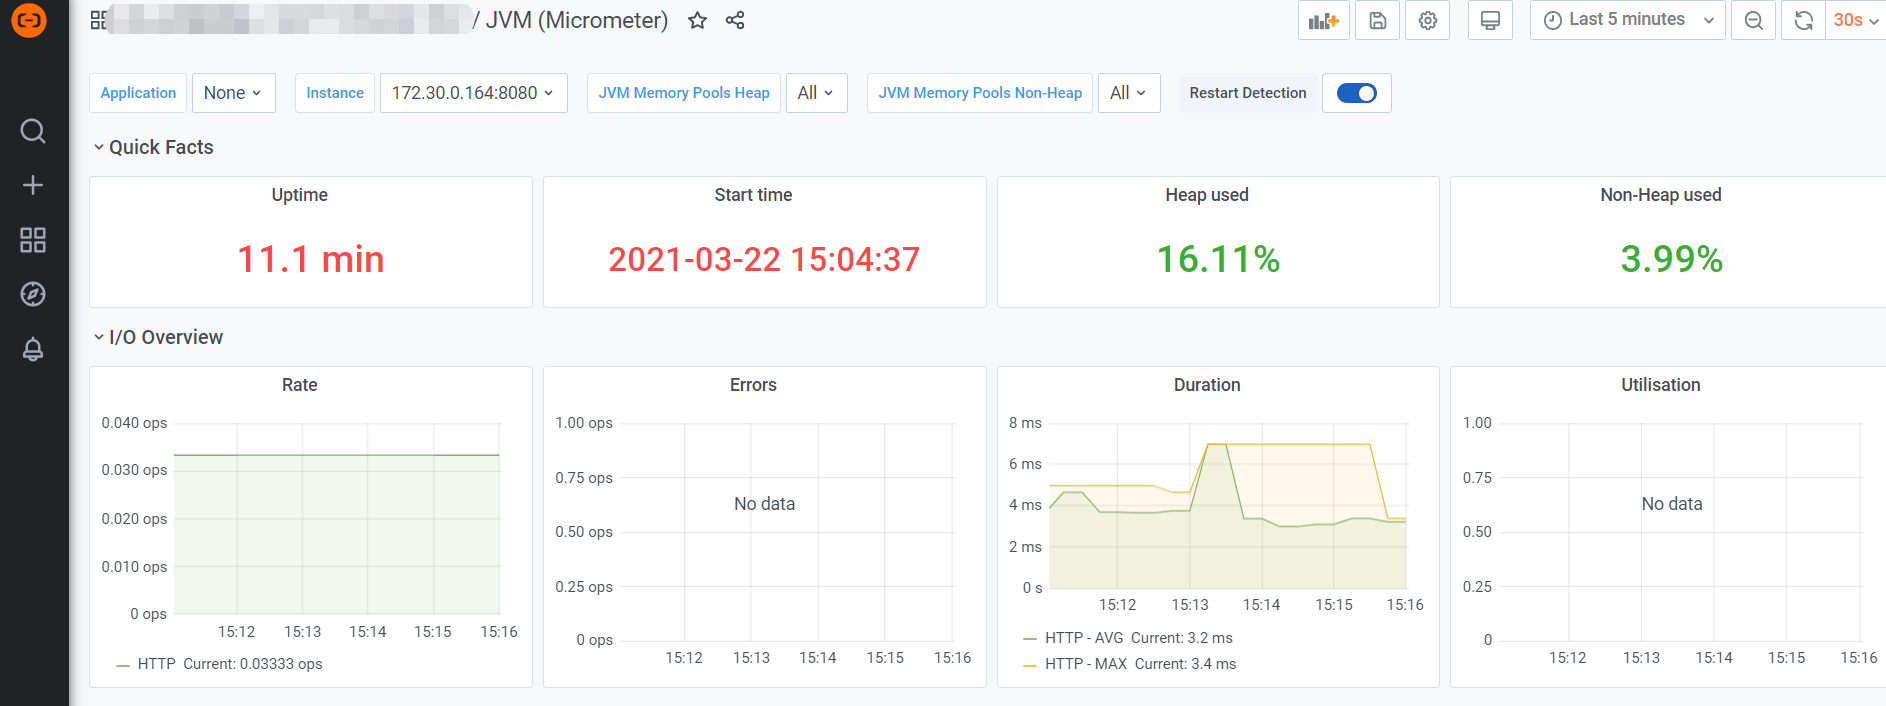 / JVM (Micrometer)
Last 5 minutes
30s
Application
None
Instance
172.30.0.164:8080
JVM Memory Pools Heap
All
JVM Memory Pools Non-Heap
All
Restart Detection
Quick Facts
Uptime
11.1 min
Start time
2021-03-22 15:04:37
Heap used
16.11%
Non-Heap used
3.99%
I/O Overview
Rate
0.040 ops
0.030 ops
0.020 ops
0.010 ops
0 ops
15:12 15:13 15:14 15:15 15:16
HTTP Current: 0.03333 ops
Errors
1.00 ops
0.75 ops
No data
0.50 ops
0.25 ops
0 ops
15:12 15:13 15:14 15:15 15:16
Duration
8 ms
6 ms
4 ms
2 ms
0 s
15:12 15:13 15:14 15:15 15:16
HTTP - AVG Current: 3.2 ms
HTTP - MAX Current: 3.4 ms
Utilisation
1.00
0.75
No data
0.50
0.25
0
15:12 15:13 15:14 15:15 15:16